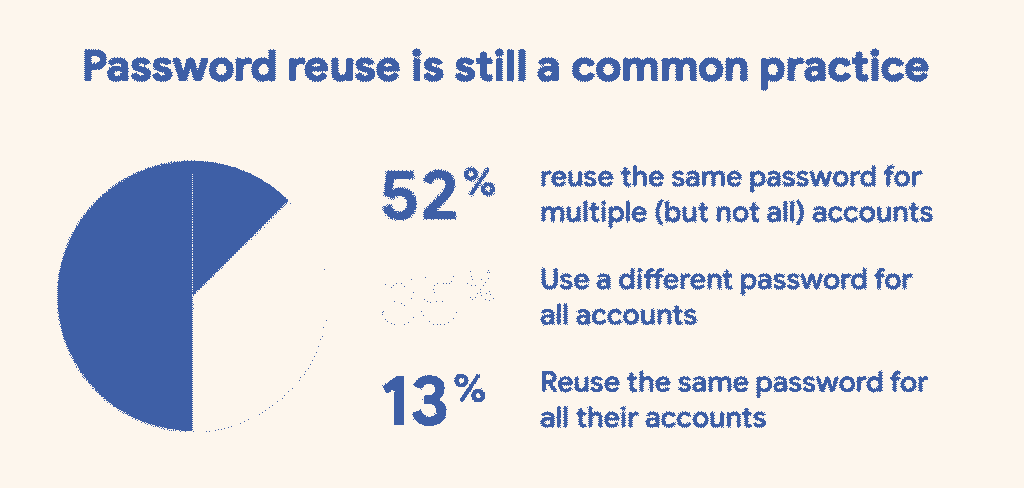 Password reuse is still a common practice
52%
reuse the same password for
multiple (but not all) accounts
35%
Use a different password for
all accounts
13%
Reuse the same password for
all their accounts